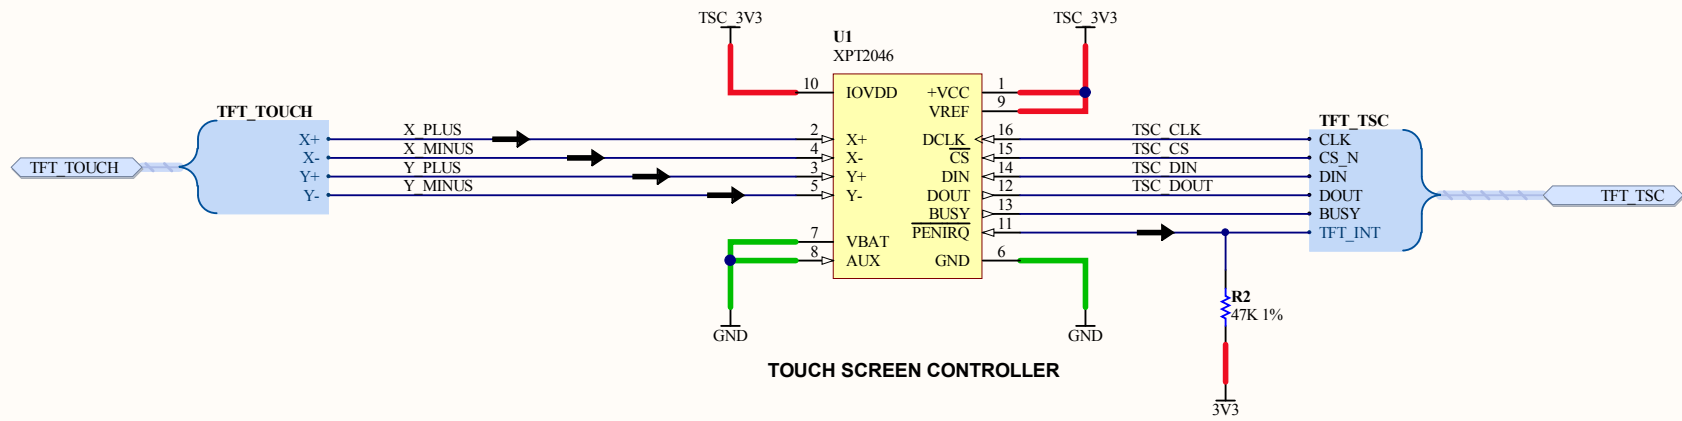 TSC_3V3
TSC_3V3
U1
XPT2046
10 IOVDD
+VCC 1
VREF 9
TFT_TOUCH
TFT_TOUCH
X+ X_PLUS 2 X+
X- X_MINUS 4 X-
Y+ Y_PLUS 3 Y+
Y- Y_MINUS 5 Y-
7 VBAT
8 AUX
DCLK 16 TSC_CLK CLK
CS 15 TSC_CS CS_N
DIN 14 TSC_DIN DIN
DOUT 12 TSC_DOUT DOUT
BUSY 13 BUSY
PENIRQ 11 TFT_INT
GND 6
TFT_TSC
TFT_TSC
R2
47K 1%
GND
GND
3V3
TOUCH SCREEN CONTROLLER